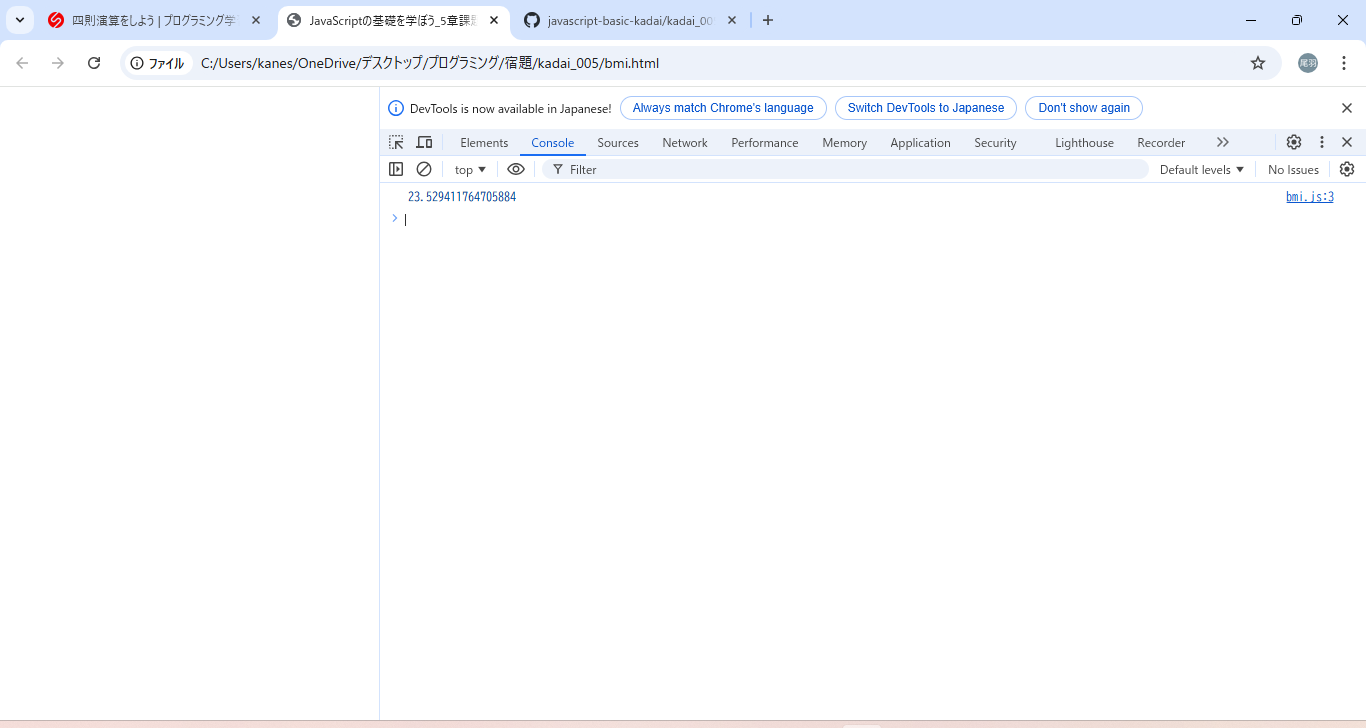 四則演算をしよう | プログラミング学
JavaScriptの基礎を学ぼう_5章課題
javascript-basic-kadai/kadai_00
ファイル
C:/Users/kanes/OneDrive/デスクトップ/プログラミング/宿題/kadai_005/bmi.html
尾羽
DevTools is now available in Japanese!
Always match Chrome's language
Switch DevTools to Japanese
Don't show again
Elements
Console
Sources
Network
Performance
Memory
Application
Security
Lighthouse
Recorder
top
Filter
Default levels
No Issues
23.529411764705884
bmi.js:3